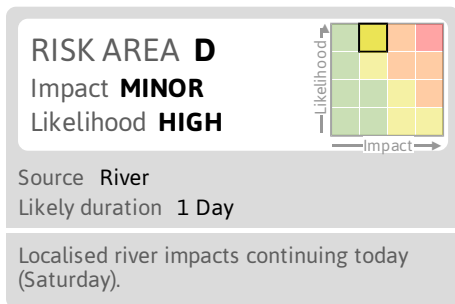 RISK AREA D
Impact MINOR
Likelihood HIGH
Likelihood
Impact
Source River
Likely duration 1 Day
Localised river impacts continuing today
(Saturday).